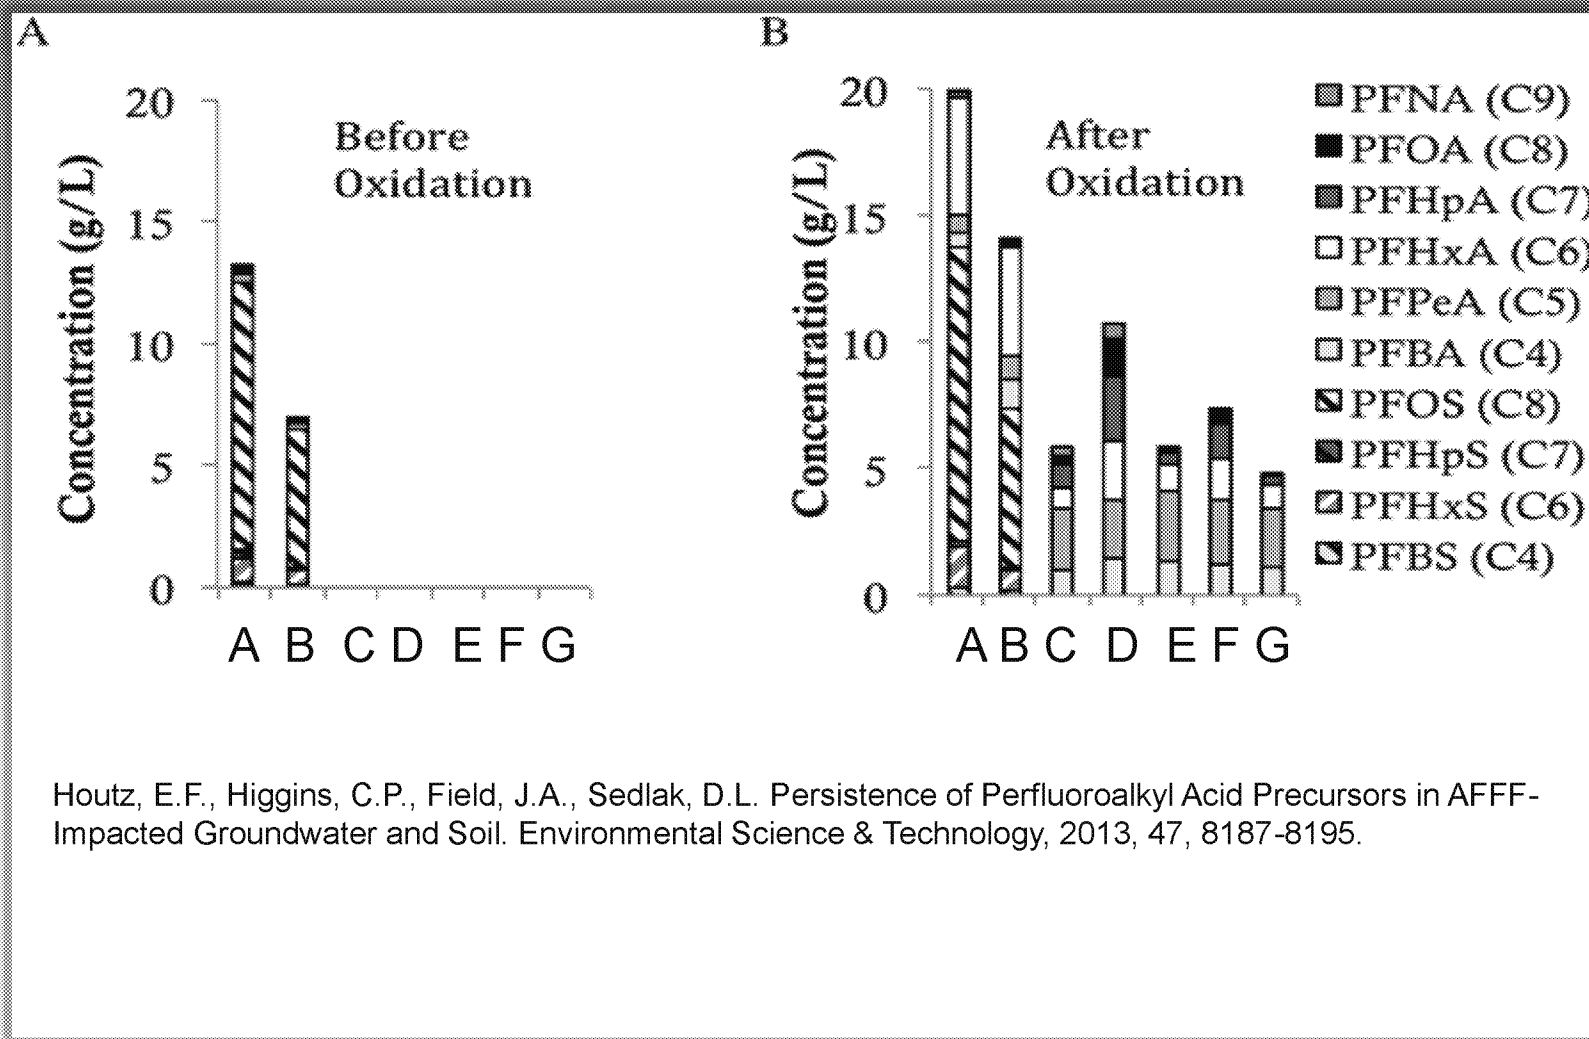 A
20
15
10
5
0
Concentration (g/L)
Before
Oxidation
A B C D E F G
B
20
15
10
5
0
Concentration (g/L)
After
Oxidation
A B C D E F G
PFNA (C9)
PFOA (C8)
PFHpA (C7)
PFHxA (C6)
PFPeA (C5)
PFBA (C4)
PFOS (C8)
PFHpS (C7)
PFHxS (C6)
PFBS (C4)
Houtz, E.F., Higgins, C.P., Field, J.A., Sedlak, D.L. Persistence of Perfluoroalkyl Acid Precursors in AFFF-
Impacted Groundwater and Soil. Environmental Science & Technology, 2013, 47, 8187-8195.